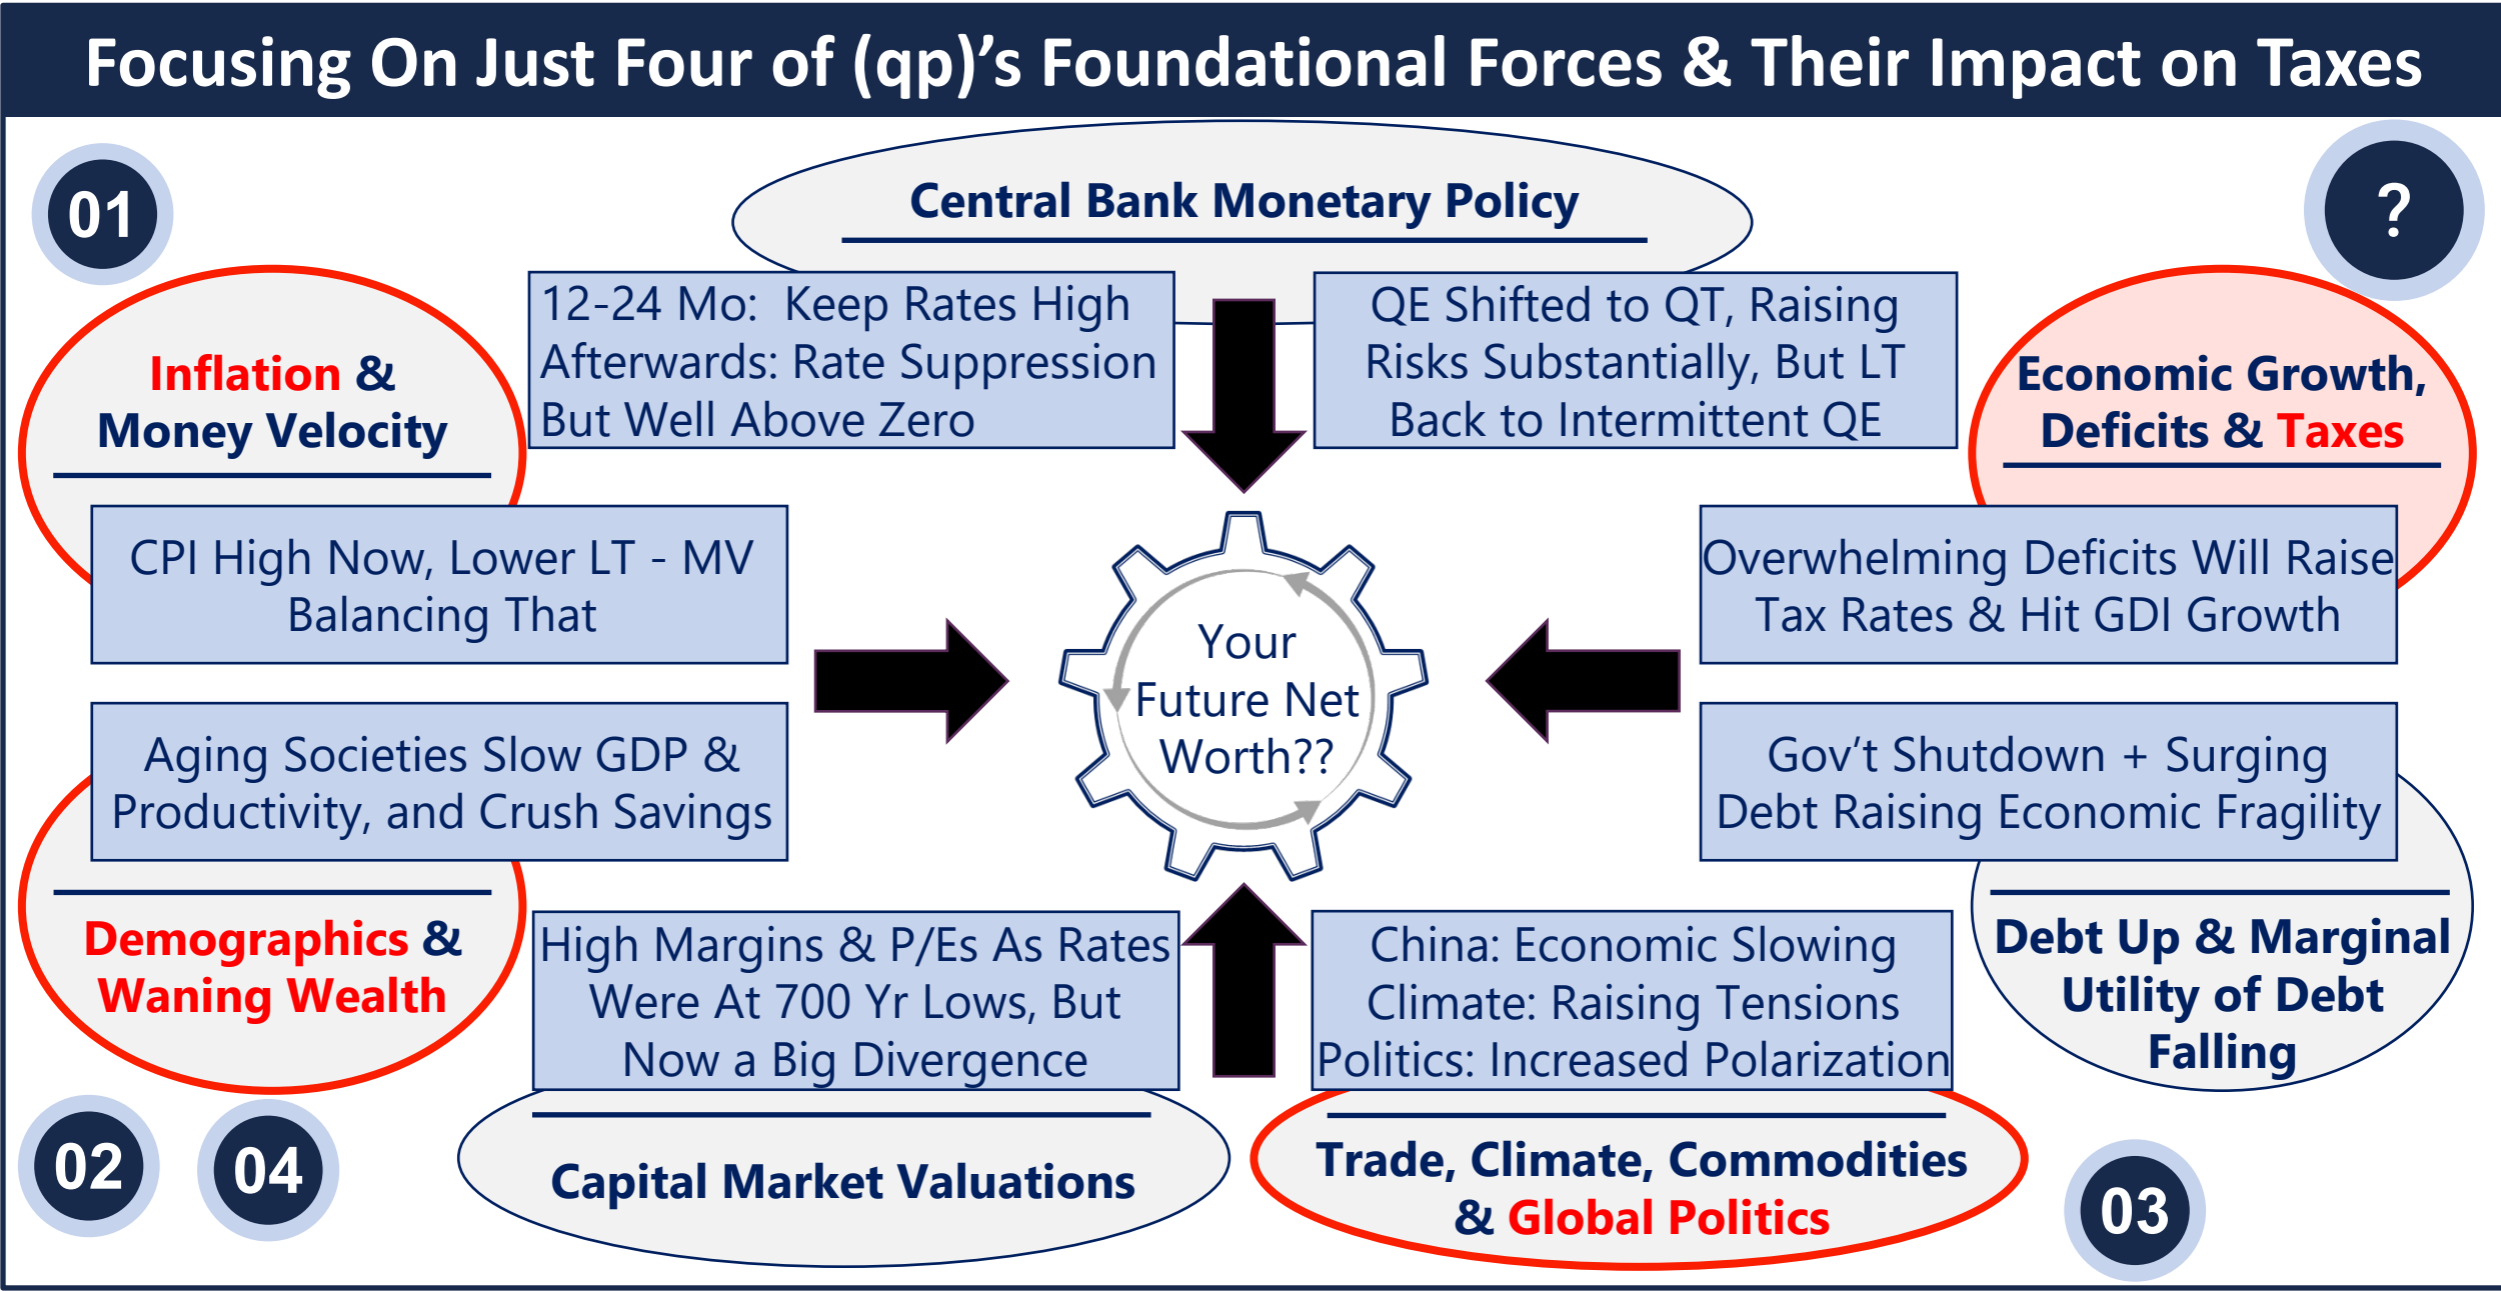 Focusing On Just Four of (qp)’s Foundational Forces & Their Impact on Taxes
01
Central Bank Monetary Policy
?
12-24 Mo:  Keep Rates High
Afterwards: Rate Suppression
But Well Above Zero
QE Shifted to QT, Raising
Risks Substantially, But LT
Back to Intermittent QE
Inflation &
Money Velocity
Economic Growth,
Deficits & Taxes
CPI High Now, Lower LT - MV
Balancing That
Overwhelming Deficits Will Raise
Tax Rates & Hit GDI Growth
Your
Future Net
Worth??
Aging Societies Slow GDP &
Productivity, and Crush Savings
Gov’t Shutdown + Surging
Debt Raising Economic Fragility
Demographics &
Waning Wealth
High Margins & P/Es As Rates
Were At 700 Yr Lows, But
Now a Big Divergence
China: Economic Slowing
Climate: Raising Tensions
Politics: Increased Polarization
Debt Up & Marginal
Utility of Debt
Falling
02
04
Capital Market Valuations
Trade, Climate, Commodities
& Global Politics
03